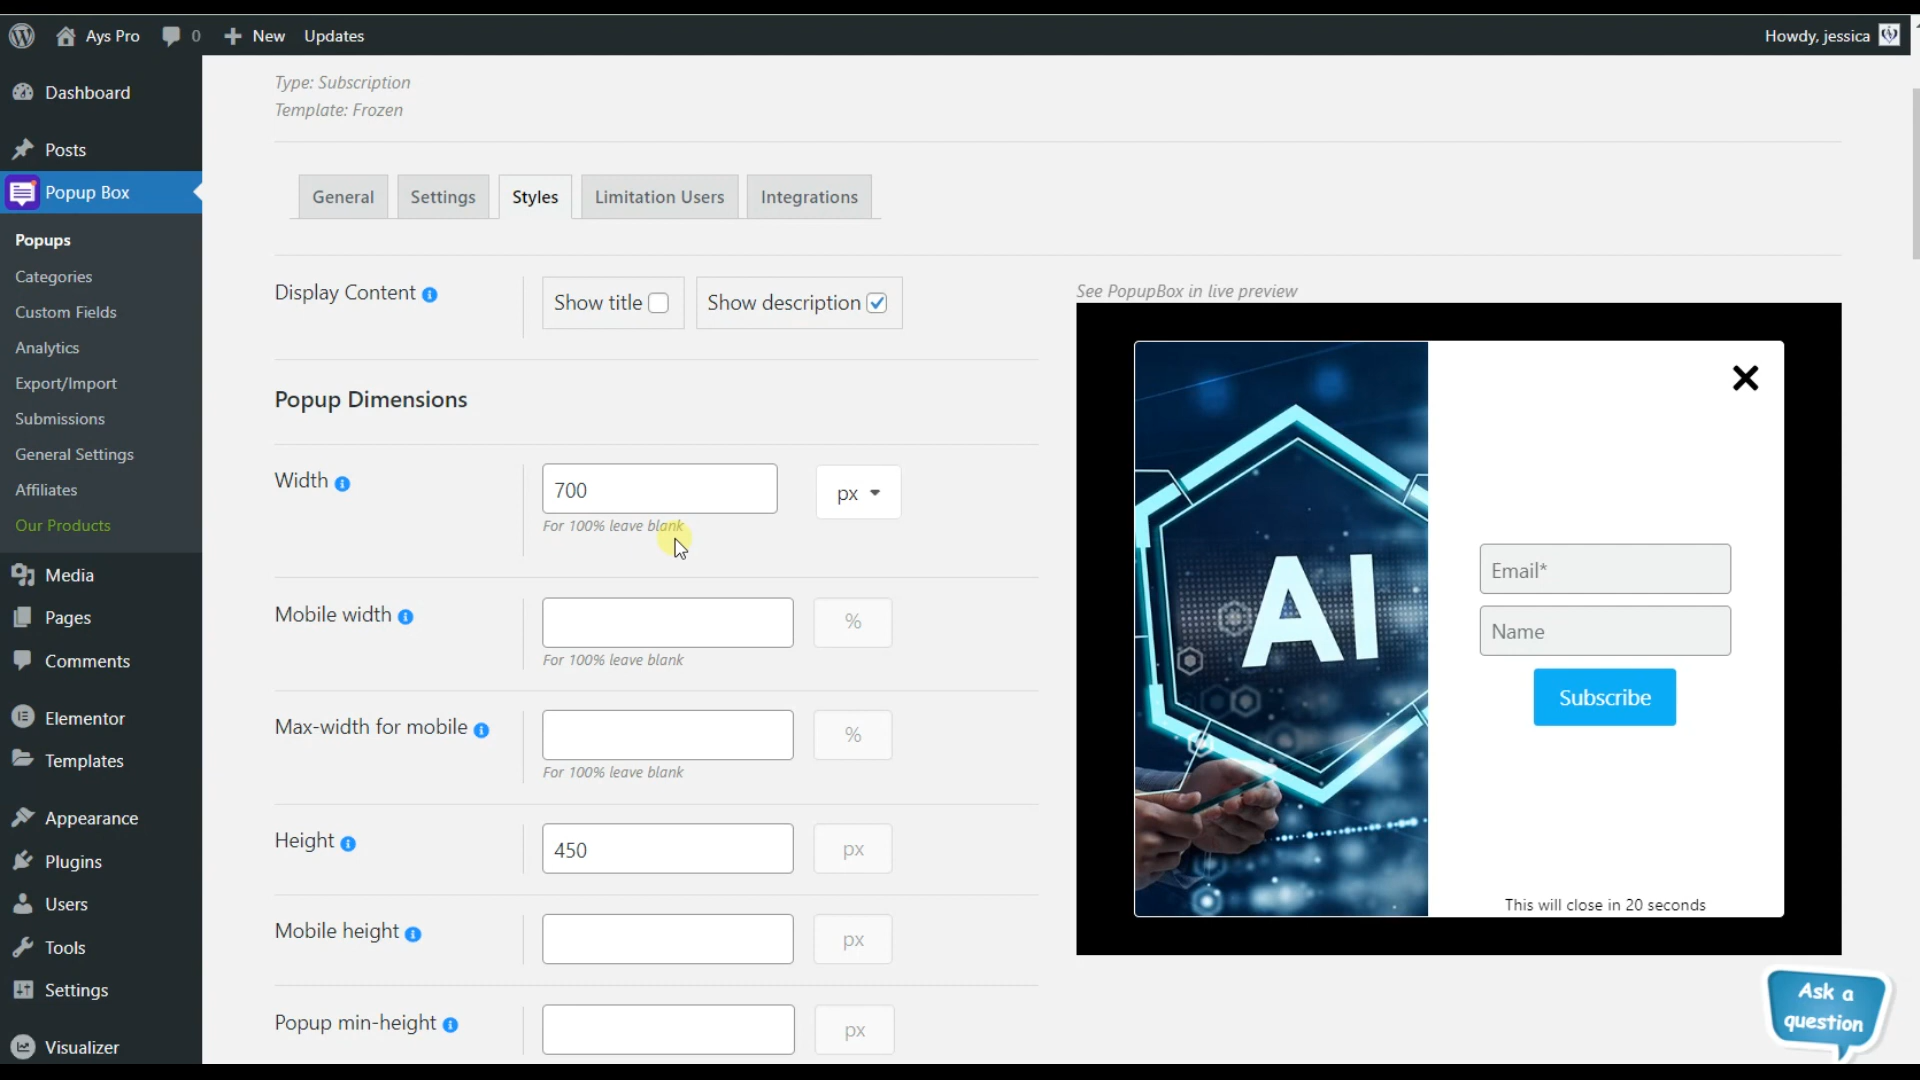 Ays Pro
0
New
Updates
Howdy, jessica
Dashboard
Posts
Popup Box
Popups
Categories
Custom Fields
Analytics
Export/Import
Submissions
General Settings
Affiliates
Our Products
Media
Pages
Comments
Elementor
Templates
Appearance
Plugins
Users
Tools
Settings
Visualizer
Type: Subscription
Template: Frozen
General
Settings
Styles
Limitation Users
Integrations
Display Content
Show title
Show description
Popup Dimensions
Width
700
px
For 100% leave blank
Mobile width
%
For 100% leave blank
Max-width for mobile
%
For 100% leave blank
Height
450
px
Mobile height
px
Popup min-height
px
See PopupBox in live preview
AI
Email*
Name
Subscribe
This will close in 20 seconds
Ask a
question